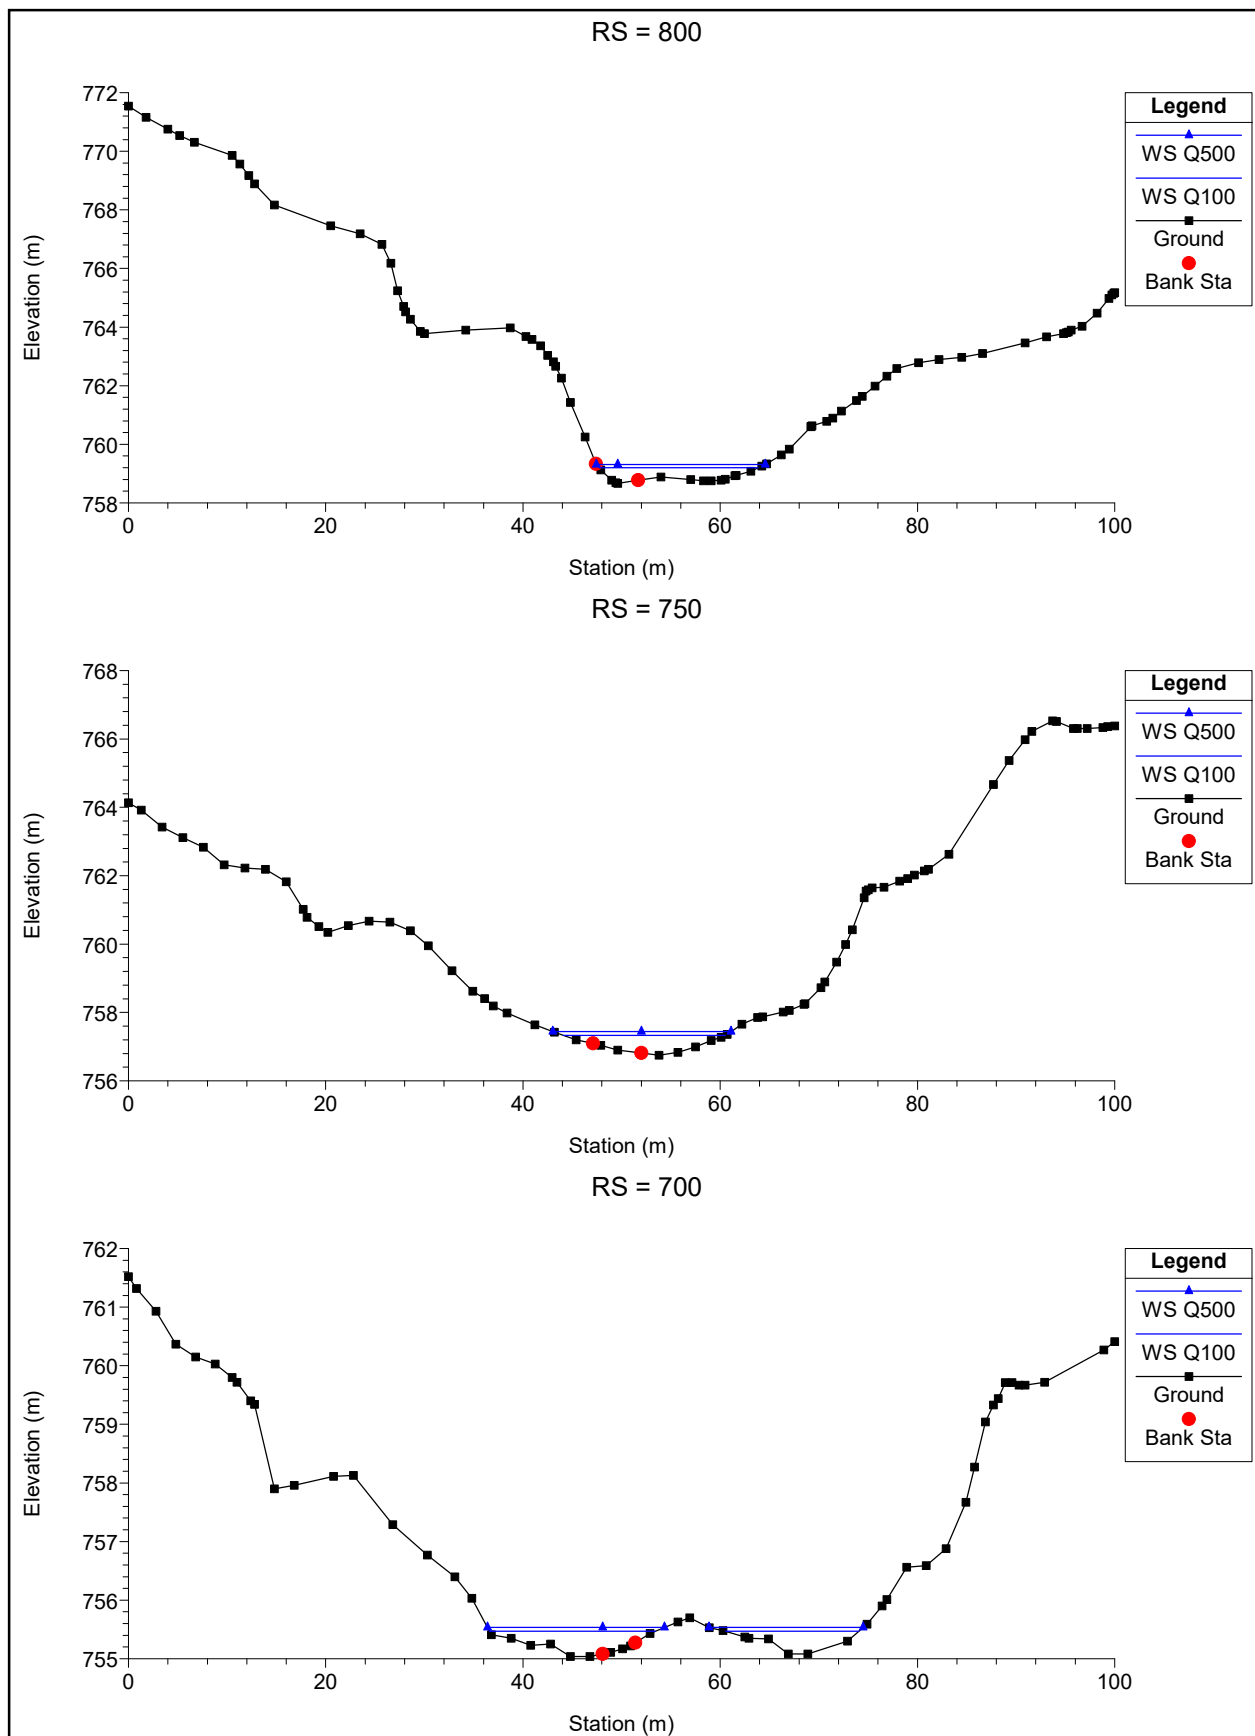 RS = 800
772
770
768
766
764
762
760
758
Elevation (m)
0 20 40 60 80 100
Station (m)
Legend
WS Q500
WS Q100
Ground
Bank Sta
RS = 750
768
766
764
762
760
758
756
Elevation (m)
0 20 40 60 80 100
Station (m)
Legend
WS Q500
WS Q100
Ground
Bank Sta
RS = 700
762
761
760
759
758
757
756
755
Elevation (m)
0 20 40 60 80 100
Station (m)
Legend
WS Q500
WS Q100
Ground
Bank Sta